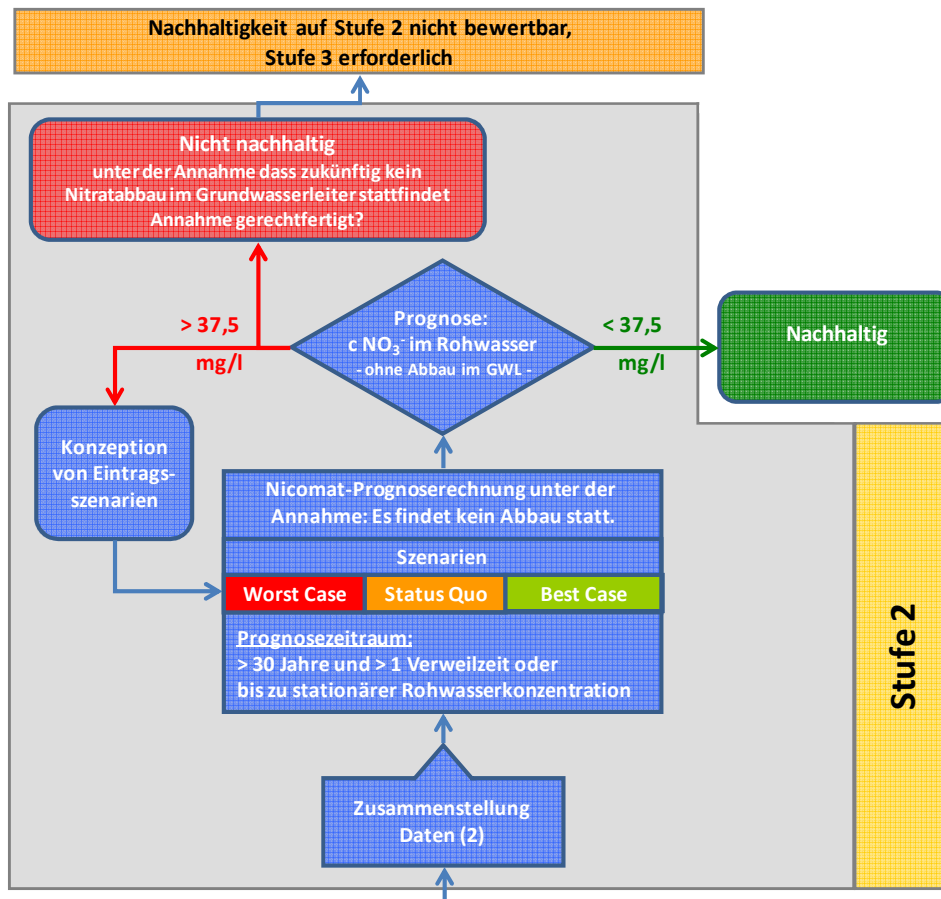 Nachhaltigkeit auf Stufe 2 nicht bewertbar,
Stufe 3 erforderlich
Nicht nachhaltig
unter der Annahme dass zukünftig kein
Nitratabbau im Grundwasserleiter stattfindet
Annahme gerechtfertigt?
> 37,5
mg/l
Prognose:
c NO₃⁻ im Rohwasser
- ohne Abbau im GWL -
< 37,5
mg/l
Nachhaltig
Konzeption
von Eintrags-
szenarien
Nicomat-Prognoserechnung unter der
Annahme: Es findet kein Abbau statt.
Szenarien
Worst Case
Status Quo
Best Case
Prognosezeitraum:
> 30 Jahre und > 1 Verweilzeit oder
bis zu stationärer Rohwasserkonzentration
Stufe 2
Zusammenstellung
Daten (2)